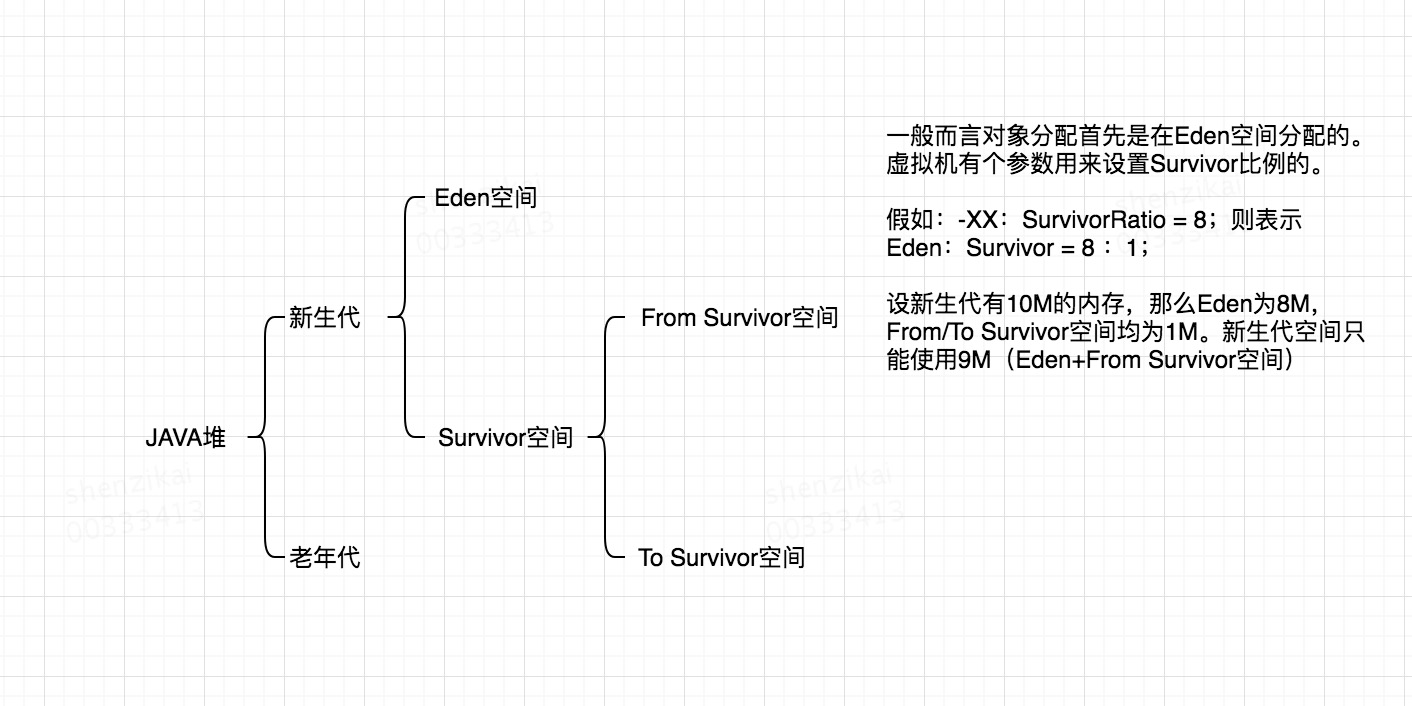 一般而言对象分配首先是在Eden空间分配的。
虚拟机有个参数用来设置Survivor比例的。
Eden空间
假如：-XX：SurvivorRatio = 8；则表示
Eden：Survivor = 8 ：1；
新生代
From Survivor空间
设新生代有10M的内存，那么Eden为8M，
From/To Survivor空间均为1M。新生代空间只
能使用9M（Eden+From Survivor空间）
JAVA堆
Survivor空间
老年代
To Survivor空间
shenzikai
00333413
shenzikai
00333413
shenzikai
00333413